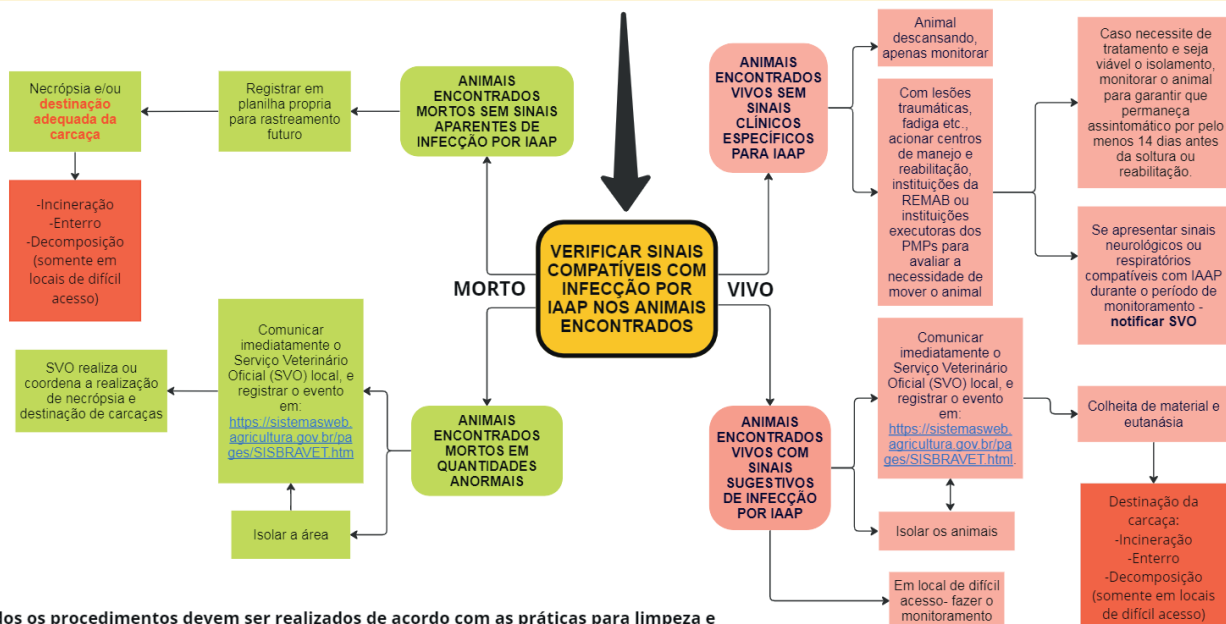 Necrópsia e/ou
destinação
adequada da
carcaça
-Incineração
-Enterro
-Decomposição
(somente em
locais de difícil
acesso)
Registrar em
planilha propria
para rastreamento
futuro
ANIMAIS
ENCONTRADOS
MORTOS SEM SINAIS
APARENTES DE
INFECÇÃO POR IAAP
SVO realiza ou
coordena a realização
de necrópsia e
destinação de carcaças
Comunicar
imediatamente o
Serviço Veterinário
Oficial (SVO) local, e
registrar o evento
em:
https://sistemasweb.
agricultura.gov.br/pa
ges/SISBRAVET.htm
Isolar a área
ANIMAIS
ENCONTRADOS
MORTOS EM
QUANTIDADES
ANORMAIS
MORTO
VERIFICAR SINAIS
COMPATÍVEIS COM
INFECÇÃO POR
IAAP NOS ANIMAIS
ENCONTRADOS
VIVO
ANIMAIS
ENCONTRADOS
VIVOS SEM
SINAIS
CLÍNICOS
ESPECÍFICOS
PARA IAAP
Animal
descansando,
apenas monitorar
Com lesões
traumáticas,
fadiga etc.,
acionar centros
de manejo e
reabilitação,
instituições da
REMAB ou
instituições
executoras dos
PMPs para
avaliar a
necessidade de
mover o animal
Caso necessite de
tratamento e seja
viável o isolamento,
monitorar o animal
para garantir que
permaneça
assintomático por pelo
menos 14 dias antes
da soltura ou
reabilitação.
Se apresentar sinais
neurológicos ou
respiratórios
compatíveis com IAAP
durante o período de
monitoramento -
notificar SVO
ANIMAIS
ENCONTRADOS
VIVOS COM
SINAIS
SUGESTIVOS
DE INFECÇÃO
POR IAAP
Comunicar
imediatamente o
Serviço Veterinário
Oficial (SVO) local, e
registrar o evento
em:
https://sistemasweb.
agricultura.gov.br/pa
ges/SISBRAVET.html.
Isolar os animais
Em local de difícil
acesso- fazer o
monitoramento
Colheita de material e
eutanásia
Destinação da
carcaça:
-Incineração
-Enterro
-Decomposição
(somente em locais
de difícil acesso)
os procedimentos devem ser realizados de acordo com as práticas para limpeza e